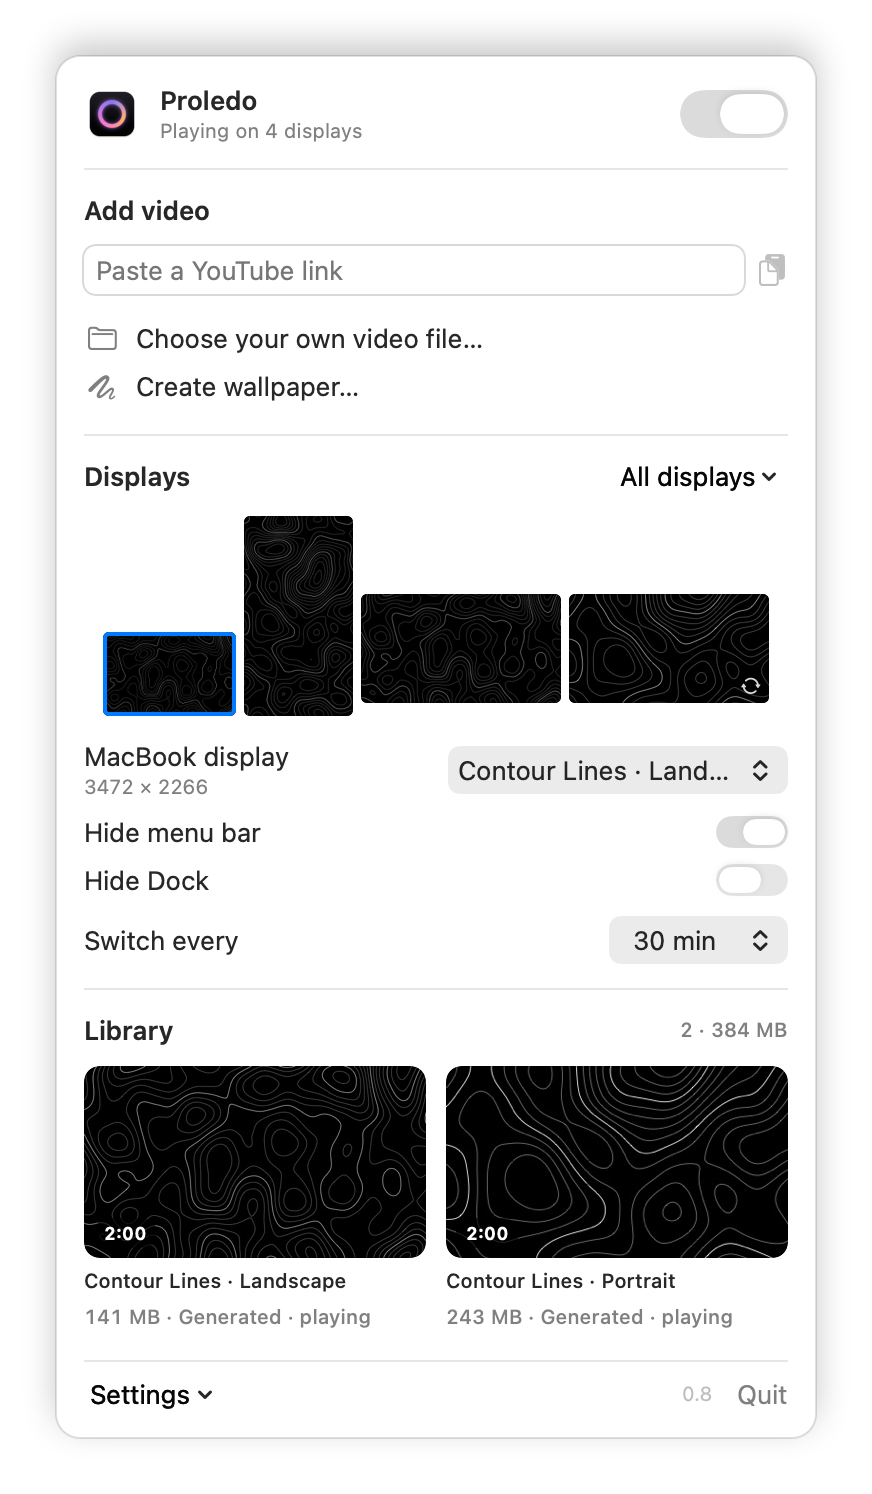 Proledo
Playing on 4 displays
Add video
Paste a YouTube link
Choose your own video file...
Create wallpaper...
Displays
All displays
MacBook display
Contour Lines · Land...
3472 × 2266
Hide menu bar
Hide Dock
Switch every
30 min
Library
2 · 384 MB
2:00
2:00
Contour Lines · Landscape
Contour Lines · Portrait
141 MB · Generated · playing
243 MB · Generated · playing
Settings
0.8
Quit